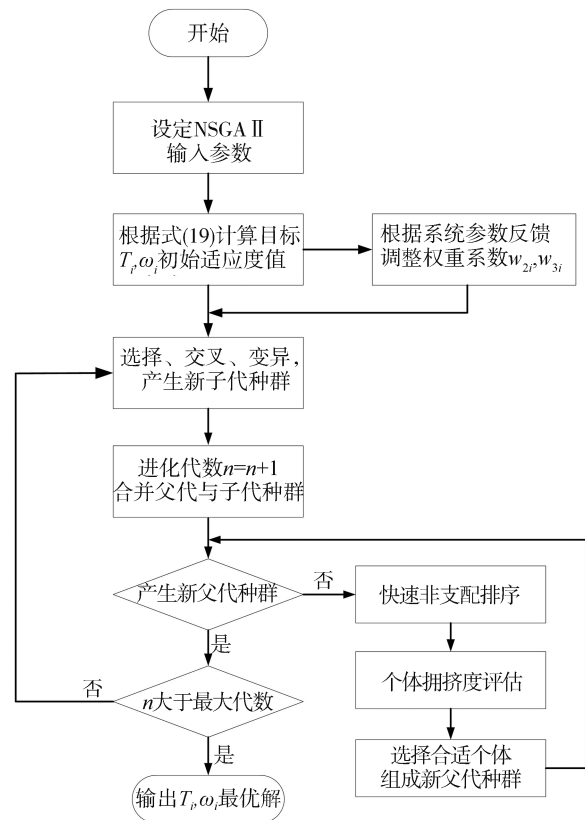 开始
设定NSGAⅡ
输入参数
根据式(19)计算目标
Ti,ωi初始适应度值
根据系统参数反馈
调整权重系数w2i,w3i
选择、交叉、变异,
产生新子代种群
进化代数n=n+1
合并父代与子代种群
产生新父代种群
否
快速非支配排序
是
个体拥挤度评估
否
n大于最大代数
选择合适个体
组成新父代种群
是
输出Ti,ωi最优解